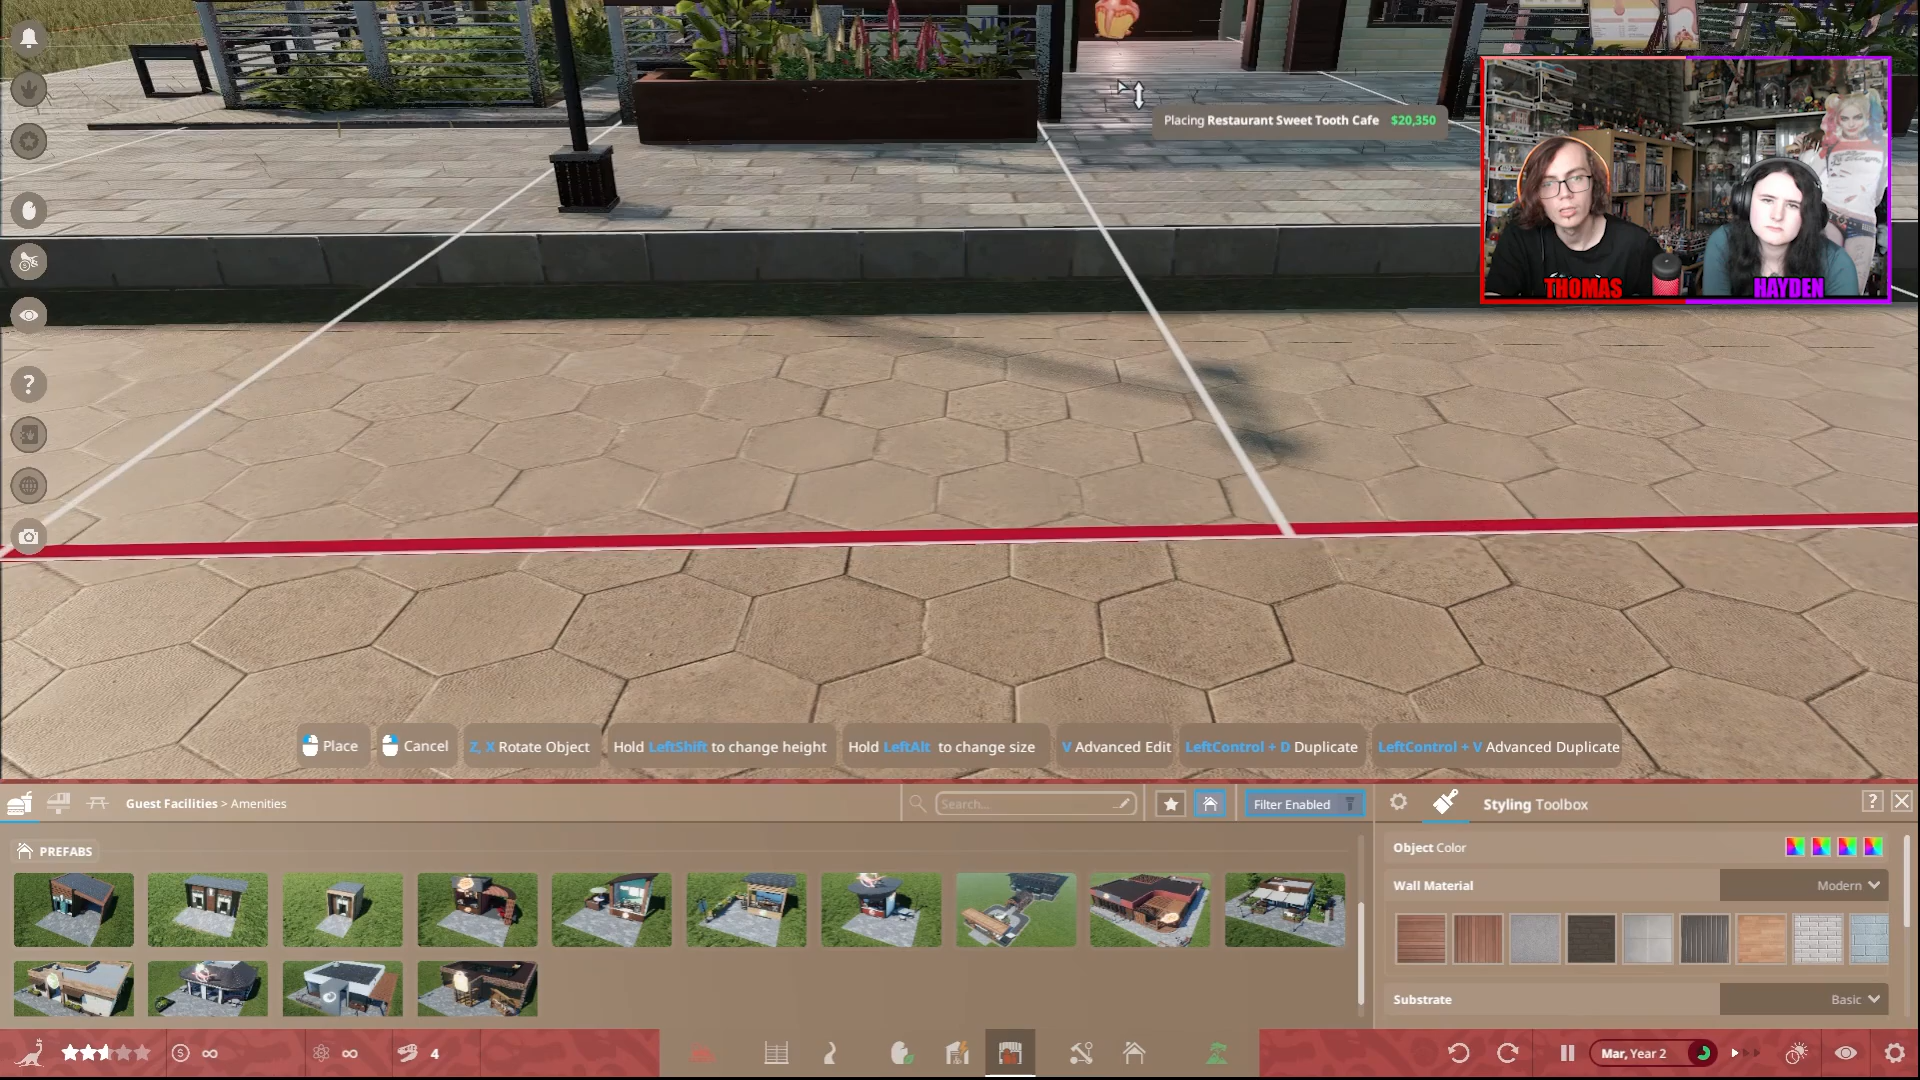 Placing Restaurant Sweet Tooth Cafe $20,350
THOMAS
HAYDEN
Place
Cancel
Z, X Rotate Object
Hold LeftShift to change height
Hold LeftAlt to change size
V Advanced Edit
LeftControl + D Duplicate
LeftControl + V Advanced Duplicate
Guest Facilities > Amenities
Search...
Filter Enabled
Styling Toolbox
?
PREFABS
Object Color
Wall Material
Modern
Substrate
Basic
∞
∞
4
Mar, Year 2